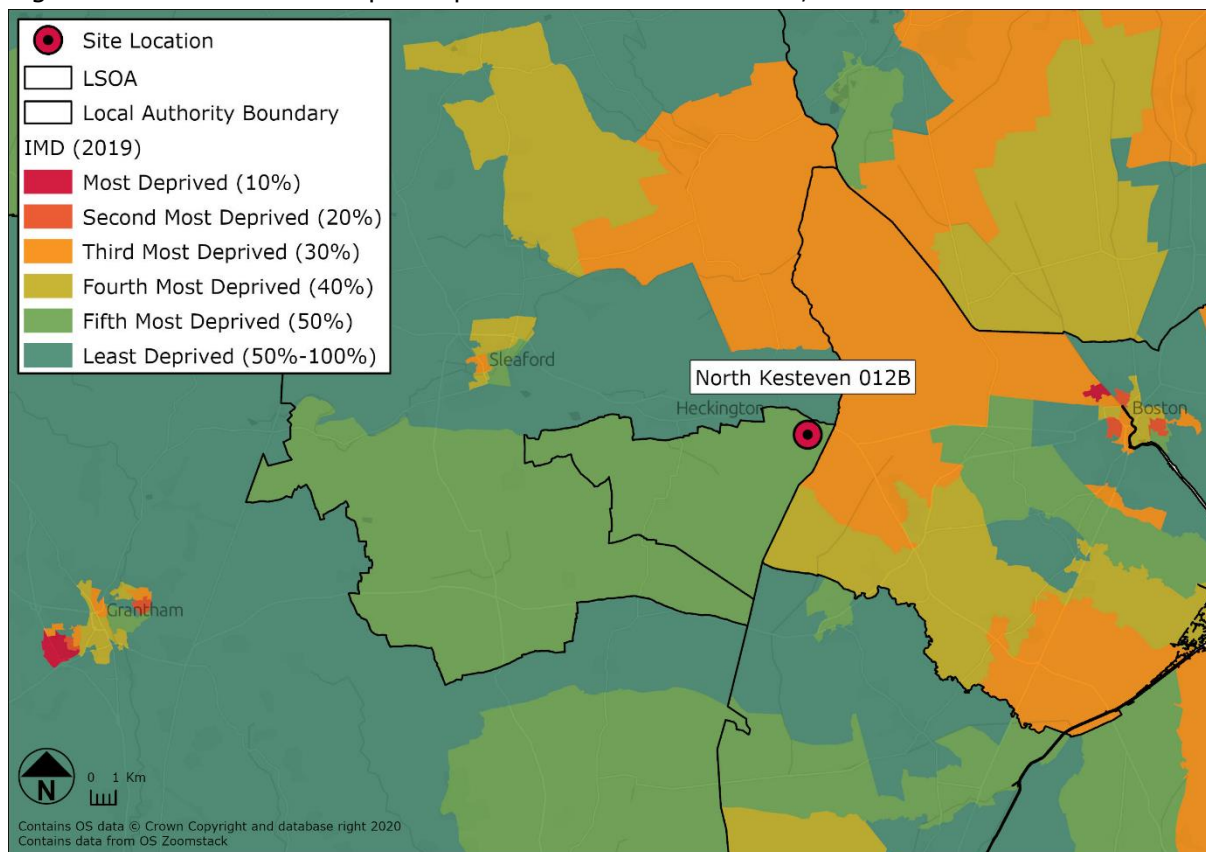 Site Location
LSOA
Local Authority Boundary
IMD (2019)
Most Deprived (10%)
Second Most Deprived (20%)
Third Most Deprived (30%)
Fourth Most Deprived (40%)
Fifth Most Deprived (50%)
Least Deprived (50%-100%)
Sleaford
North Kesteven 012B
Heckington
Boston
Grantham
N
0 1 Km
Contains OS data © Crown Copyright and database right 2020
Contains data from OS Zoomstack